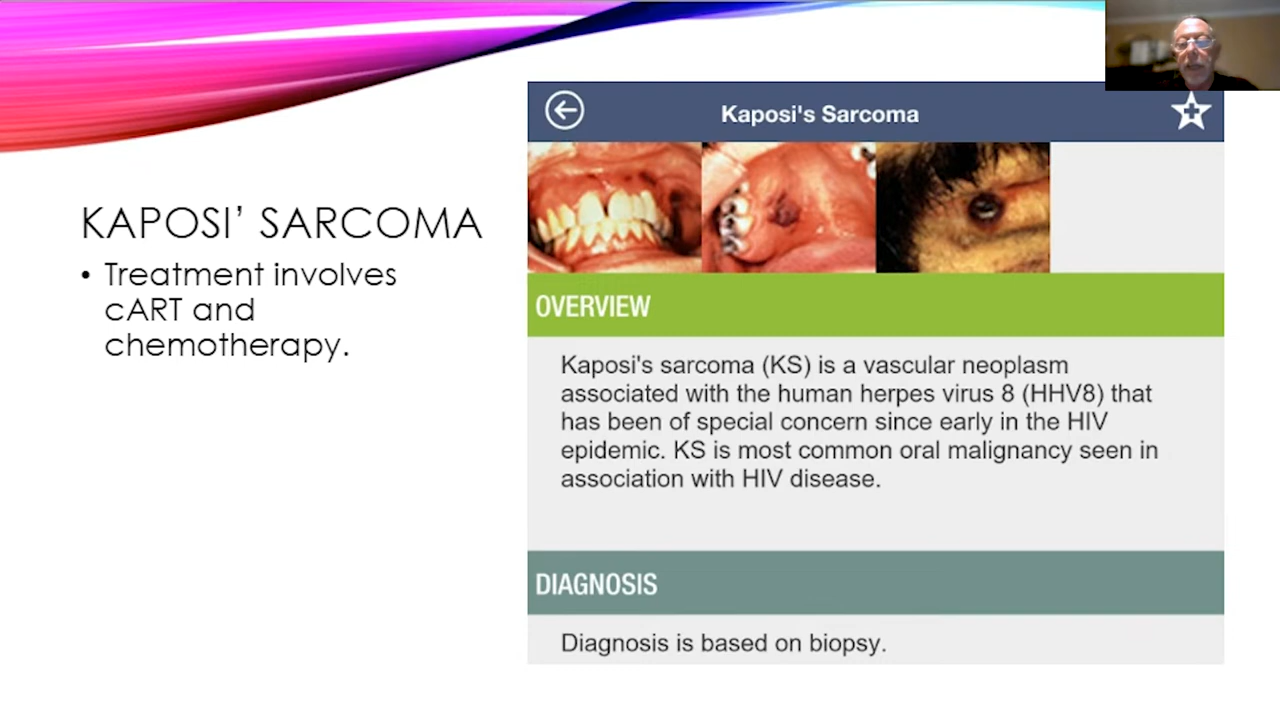 KAPOSI’ SARCOMA
• Treatment involves
cART and
chemotherapy.
Kaposi's Sarcoma
OVERVIEW
Kaposi's sarcoma (KS) is a vascular neoplasm
associated with the human herpes virus 8 (HHV8) that
has been of special concern since early in the HIV
epidemic. KS is most common oral malignancy seen in
association with HIV disease.
DIAGNOSIS
Diagnosis is based on biopsy.